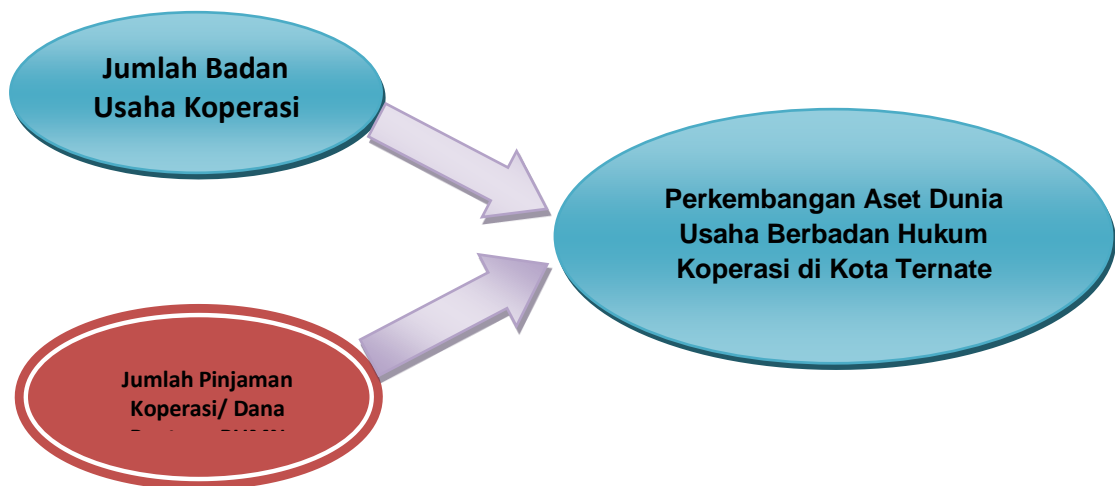 Jumlah Badan
Usaha Koperasi
Perkembangan Aset Dunia
Usaha Berbadan Hukum
Koperasi di Kota Ternate
Jumlah Pinjaman
Koperasi/ Dana